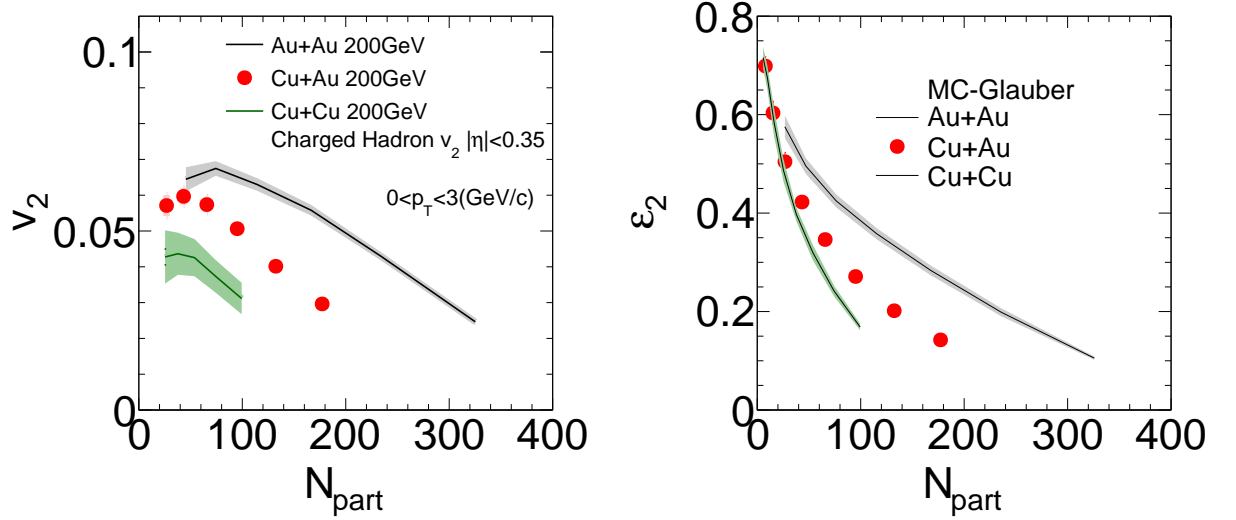 0.1
0.05
0
v2
Au+Au 200GeV
Cu+Au 200GeV
Cu+Cu 200GeV
Charged Hadron v2 |η|<0.35
0<pT<3(GeV/c)
0 100 200 300 400
Npart
0.8
0.6
0.4
0.2
0
ε2
MC-Glauber
Au+Au
Cu+Au
Cu+Cu
0 100 200 300 400
Npart